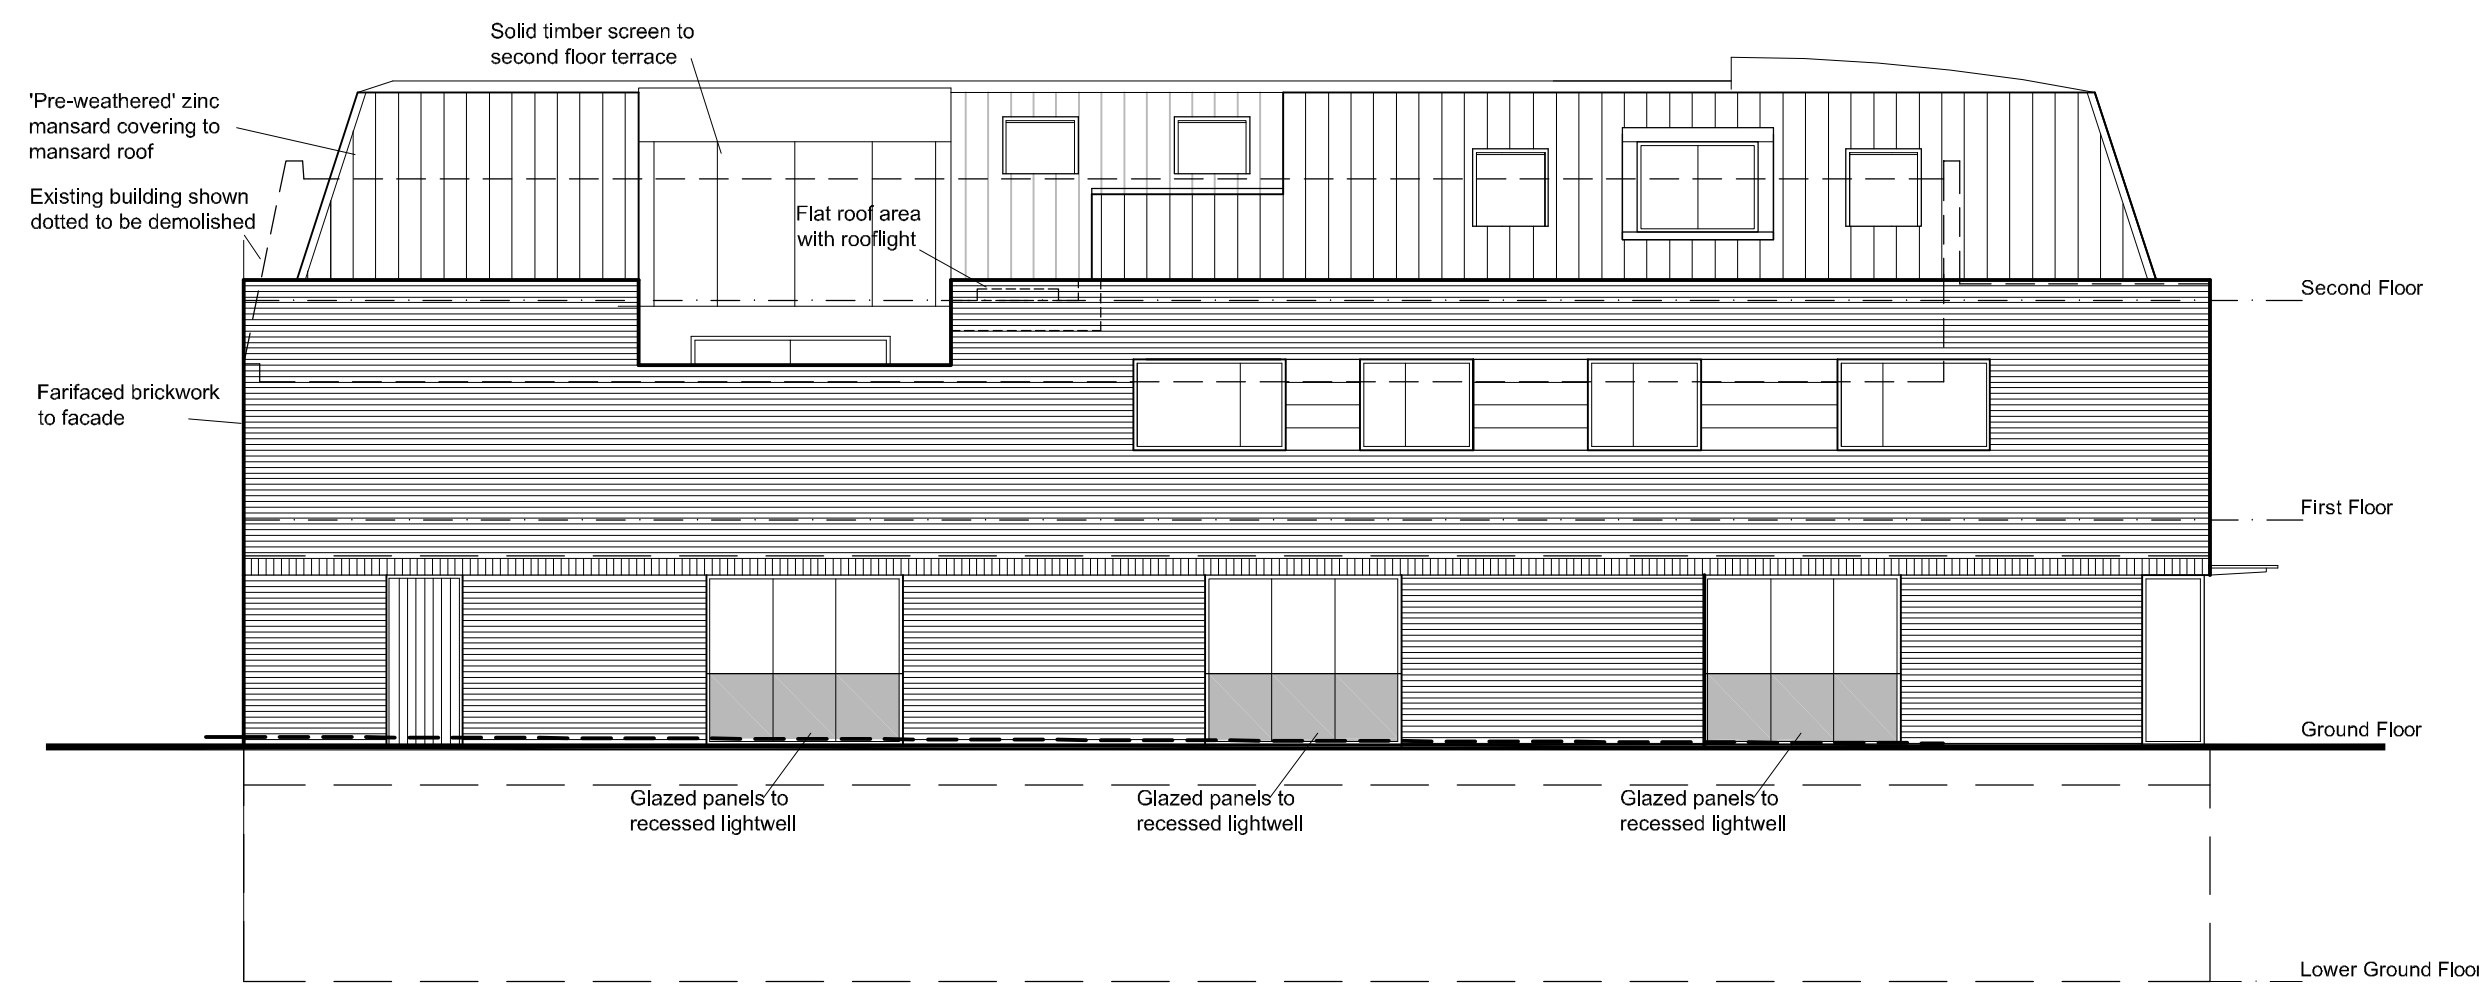 Solid timber screen to
second floor terrace
'Pre-weathered' zinc
mansard covering to
mansard roof
Existing building shown
dotted to be demolished
Flat roof area
with rooflight
Second Floor
Farifaced brickwork
to facade
First Floor
Ground Floor
Glazed panels to
recessed lightwell
Glazed panels to
recessed lightwell
Glazed panels to
recessed lightwell
Lower Ground Floor